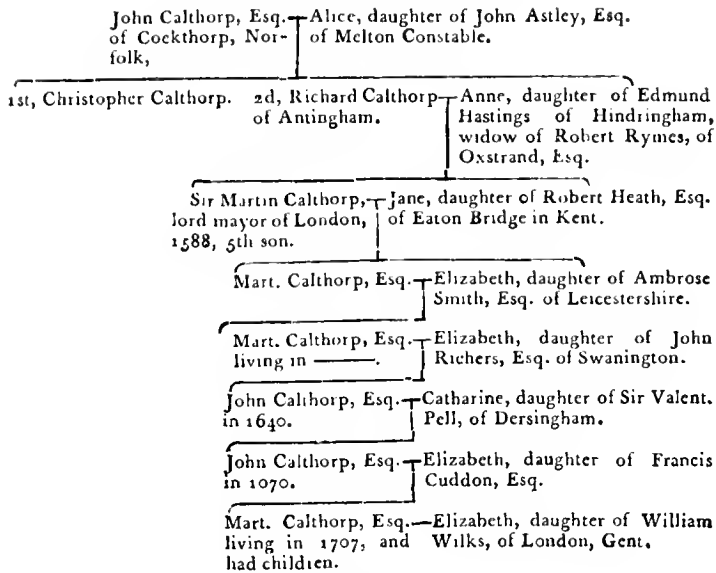 John Calthorp, Esq. Alice, daughter of John Astley, Esq.
of Cockthorp, Nor- of Melton Constable.
folk,
1st, Christopher Calthorp. 2d, Richard Calthorp Anne, daughter of Edmund
of Antingham. Hastings of Hindringham,
widow of Robert Rymes, of
Oxstrand, Esq.
Sir Martin Calthorp, Jane, daughter of Robert Heath, Esq.
lord mayor of London, of Eaton Bridge in Kent.
1588, 5th son.
Mart. Calthorp, Esq. Elizabeth, daughter of Ambrose
Smith, Esq. of Leicestershire.
Mart. Calthorp, Esq. Elizabeth, daughter of John
living in ———. Richers, Esq. of Swanington.
John Calthorp, Esq. Catharine, daughter of Sir Valent.
in 1640. Pell, of Dersingham.
John Calthorp, Esq. Elizabeth, daughter of Francis
in 1070. Cuddon, Esq.
Mart. Calthorp, Esq.—Elizabeth, daughter of William
living in 1707, and Wilks, of London, Gent.
had children.